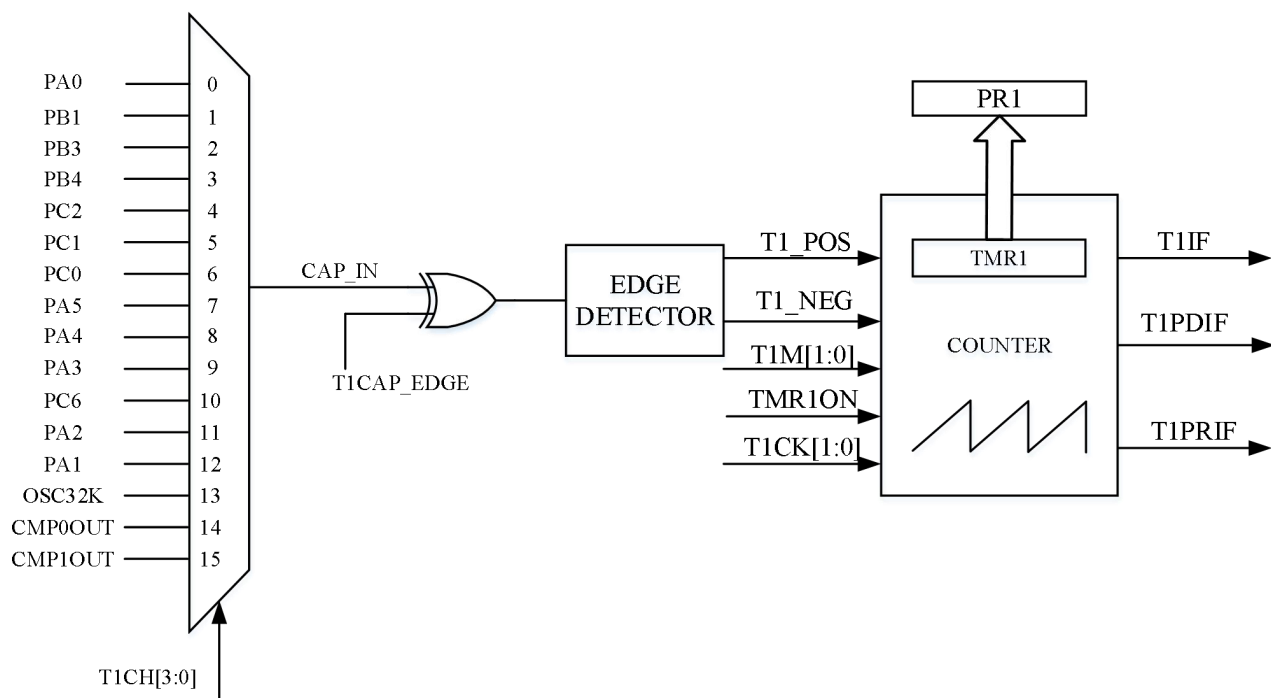 PA0 0
PB1 1
PB3 2
PB4 3
PC2 4
PC1 5
PC0 6
PA5 7
PA4 8
PA3 9
PC6 10
PA2 11
PA1 12
OSC32K 13
CMP0OUT 14
CMP1OUT 15
T1CH[3:0]
CAP_IN
T1CAP_EDGE
EDGE
DETECTOR
T1_POS
T1_NEG
T1M[1:0]
TMR1ON
T1CK[1:0]
PR1
TMR1
COUNTER
T1IF
T1PDIF
T1PRIF